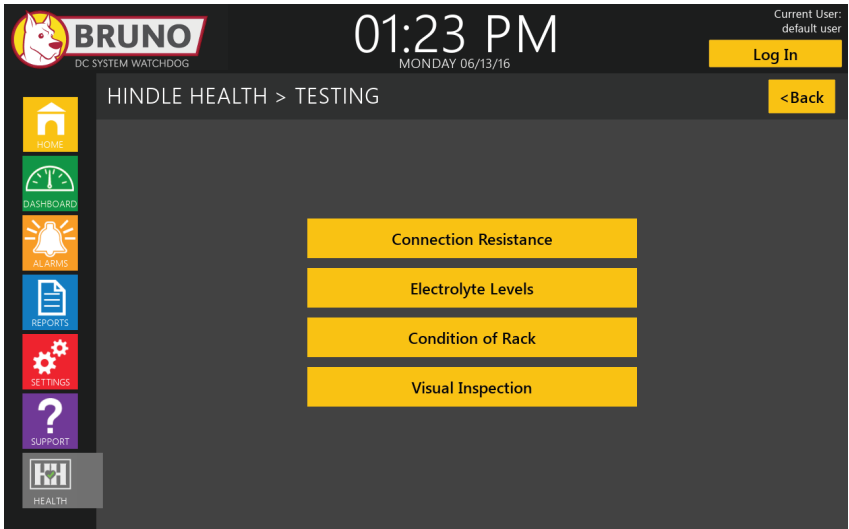 BRUNO
DC SYSTEM WATCHDOG
01:23 PM
MONDAY 06/13/16
Current User:
default user
Log In
HINDLE HEALTH > TESTING
<Back
HOME
DASHBOARD
ALARMS
REPORTS
SETTINGS
?
SUPPORT
HH
HEALTH
Connection Resistance
Electrolyte Levels
Condition of Rack
Visual Inspection